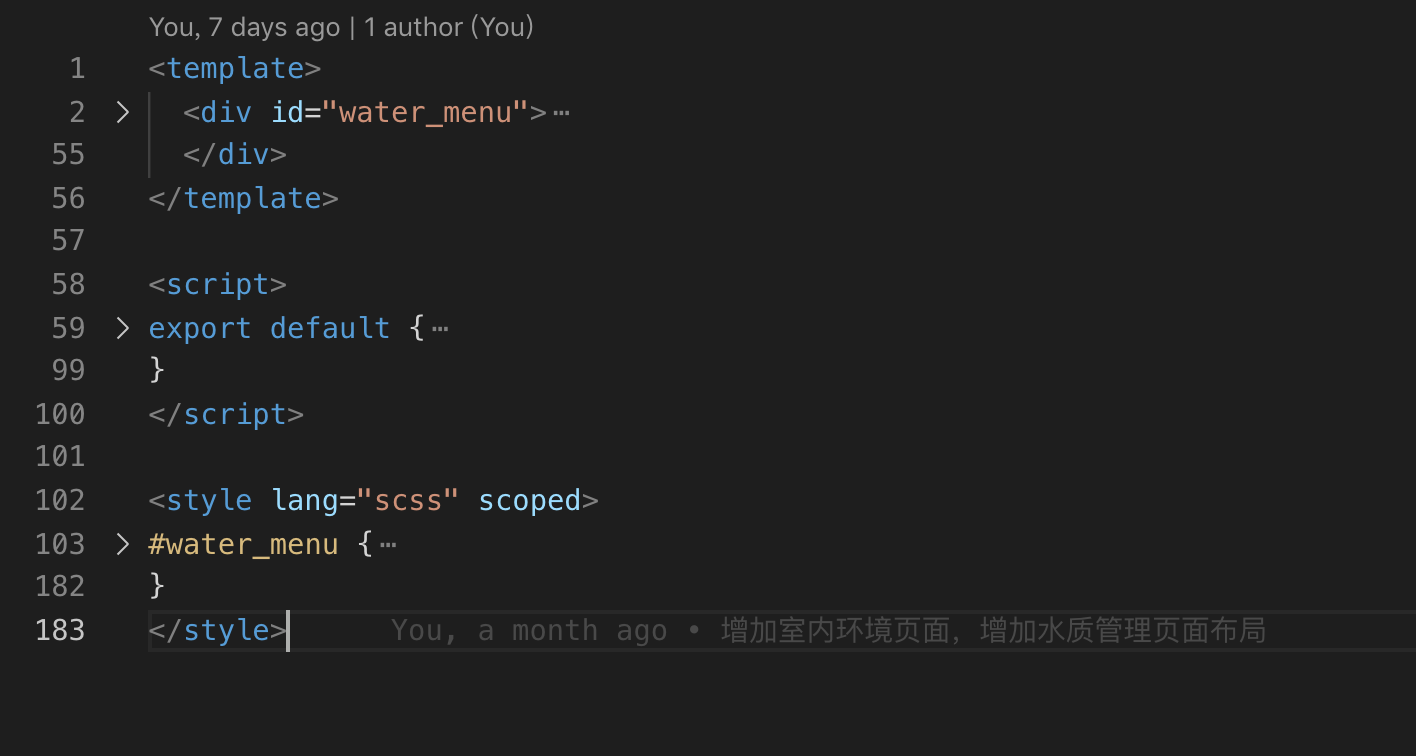 You, 7 days ago | 1 author (You)
1 <template>
2 <div id="water_menu">⋯
55 </div>
56 </template>
57
58 <script>
59 export default {⋯
99 }
100 </script>
101
102 <style lang="scss" scoped>
103 #water_menu {⋯
182 }
183 </style> You, a month ago • 增加室内环境页面，增加水质管理页面布局